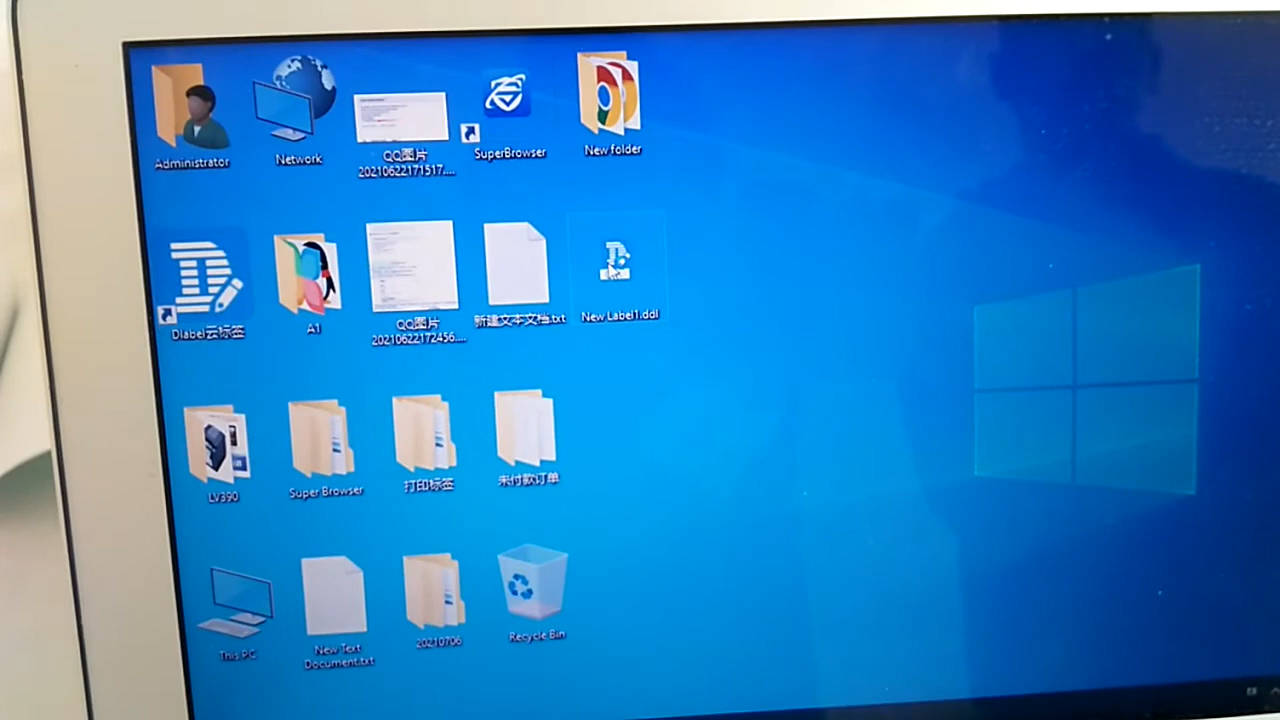 Administrator
Network
QQ图片
20210622171517....
SuperBrowser
New folder
Dlabel云标签
A1
QQ图片
20210622172456....
新建文本文档.txt
New Label1.ddl
LV390
Super Browser
打印标签
未付款订单
This PC
New Text
Document.txt
20210706
Recycle Bin